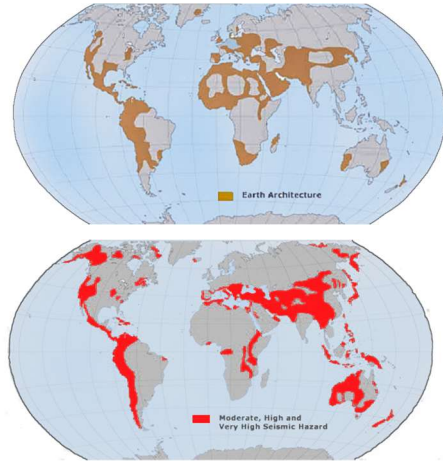 Earth Architecture
Moderate, High and
Very High Seismic Hazard